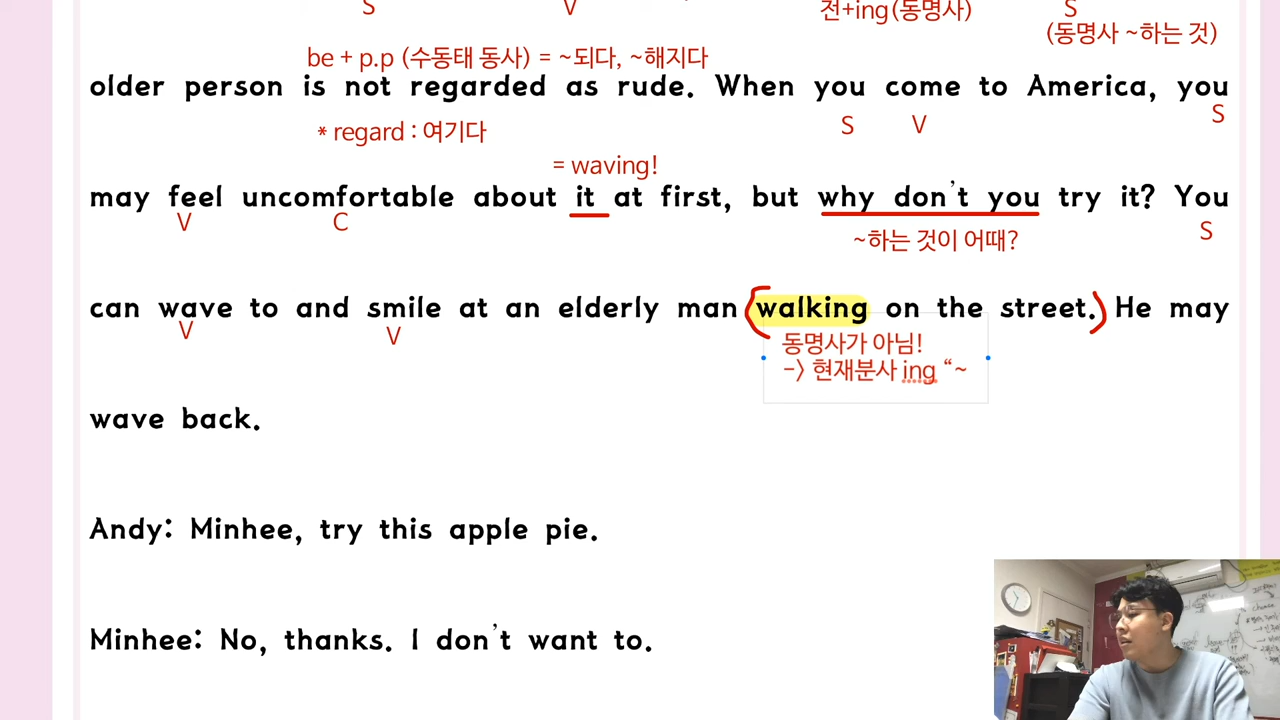 S V 전+ing(동명사) S
(동명사 ~하는 것)
be + p.p (수동태 동사) = ~되다, ~해지다
older person is not regarded as rude. When you come to America, you
* regard : 여기다 S V S
= waving!
may feel uncomfortable about it at first, but why don't you try it? You
V C ~하는 것이 어때? S
can wave to and smile at an elderly man (walking on the street.) He may
V V 동명사가 아님!
-> 현재분사 ing “~
wave back.
Andy: Minhee, try this apple pie.
Minhee: No, thanks. I don't want to.